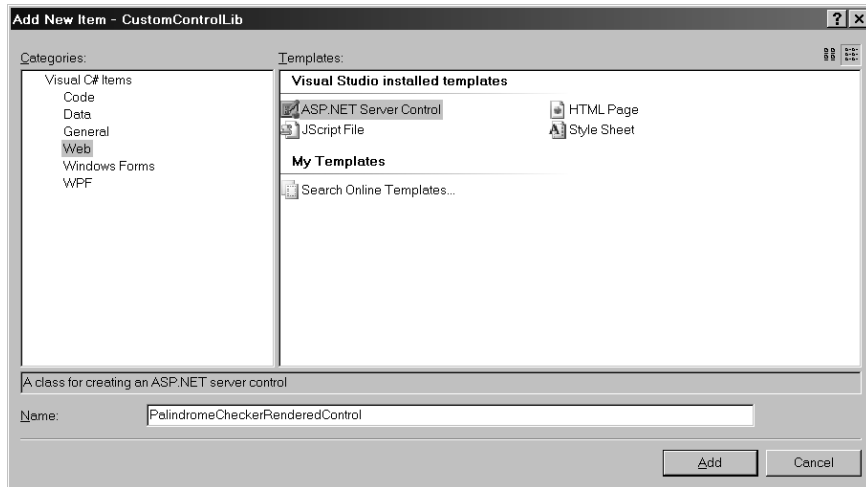 Add New Item - CustomControlLib
Categories:
Templates:
Visual C# Items
Code
Data
General
Web
Windows Forms
WPF
Visual Studio installed templates
ASP.NET Server Control
HTML Page
JScript File
Style Sheet
My Templates
Search Online Templates...
A class for creating an ASP.NET server control
Name:
PalindromeCheckerRenderedControl
Add
Cancel